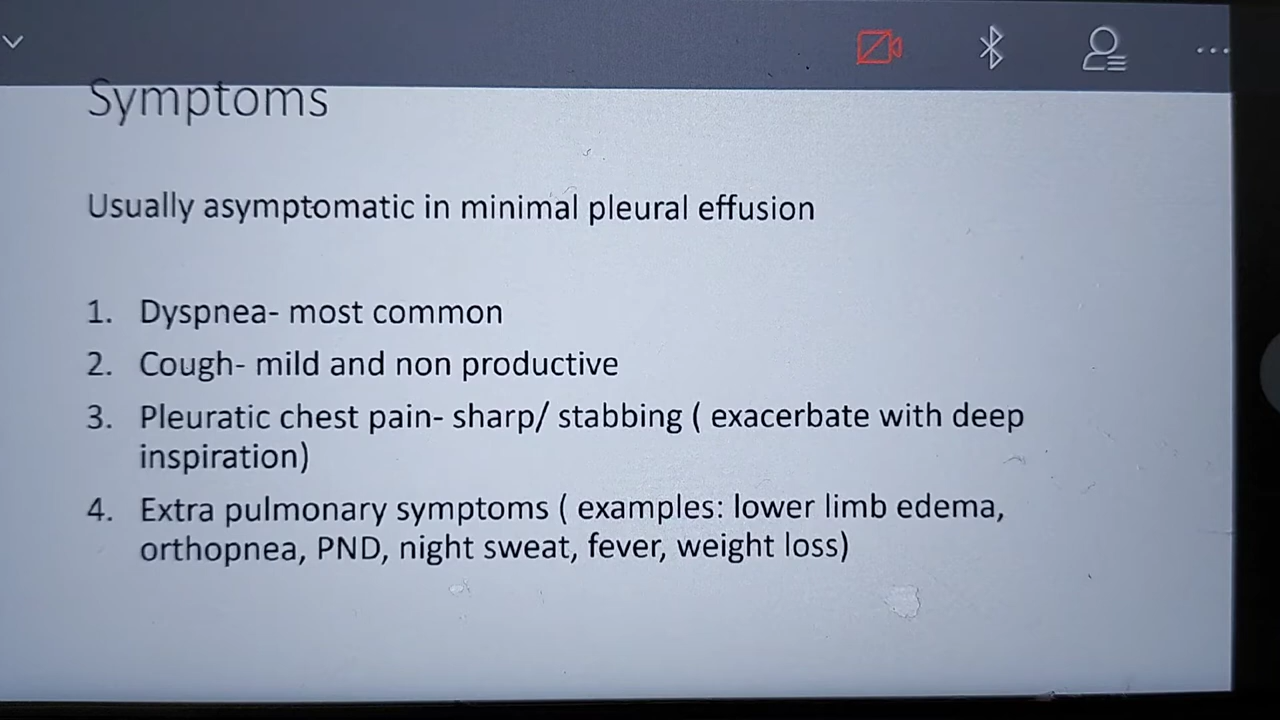 Symptoms
Usually asymptomatic in minimal pleural effusion
1. Dyspnea- most common
2. Cough- mild and non productive
3. Pleuratic chest pain- sharp/ stabbing ( exacerbate with deep
inspiration)
4. Extra pulmonary symptoms ( examples: lower limb edema,
orthopnea, PND, night sweat, fever, weight loss)